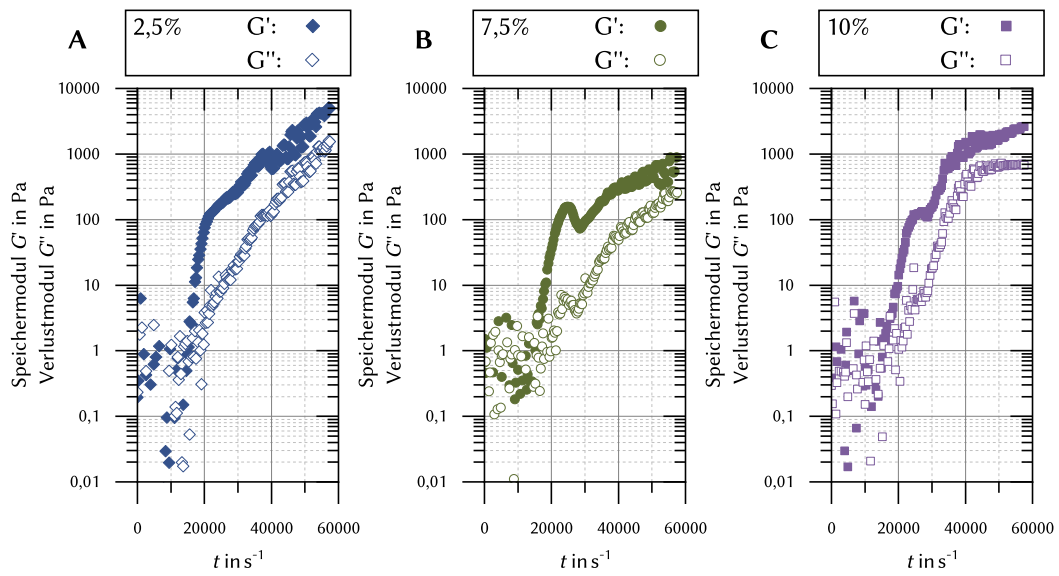 A
2,5% G':
G'':
B
7,5% G':
G'':
C
10% G':
G'':
Speichermodul G' in Pa
Verlustmodul G'' in Pa
10000
1000
100
10
1
0,1
0,01
0 20000 40000 60000
t in s-1
Speichermodul G' in Pa
Verlustmodul G'' in Pa
10000
1000
100
10
1
0,1
0,01
0 20000 40000 60000
t in s-1
Speichermodul G' in Pa
Verlustmodul G'' in Pa
10000
1000
100
10
1
0,1
0,01
0 20000 40000 60000
t in s-1